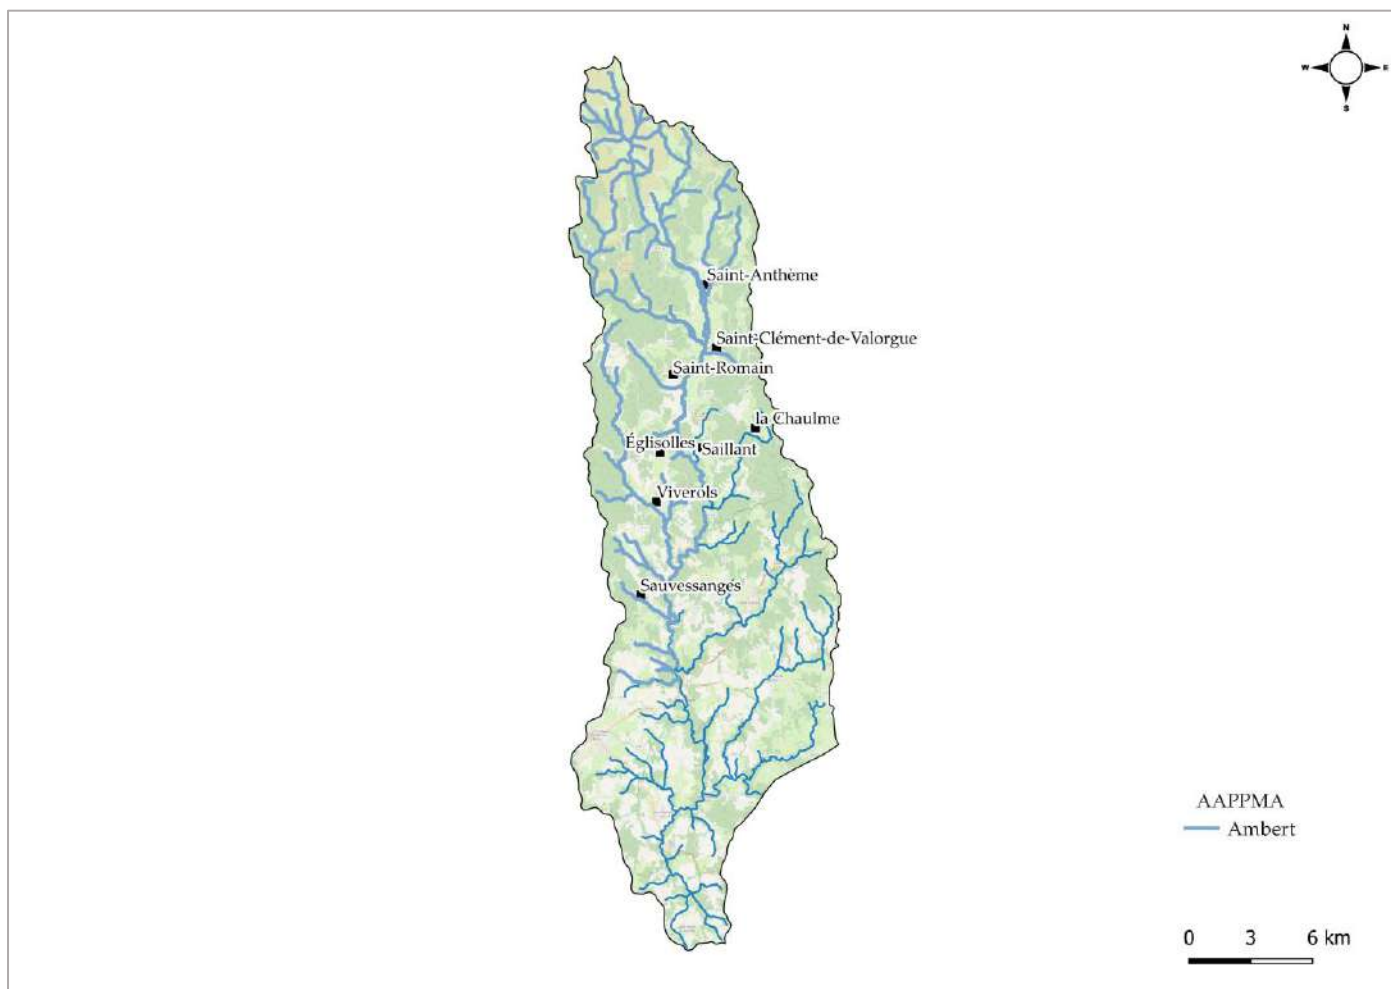 N
W E
S
Saint-Anthème
Saint-Clément-de-Valorgue
Saint-Romain
la Chaulme
Églisolles
Saillant
Viverols
Sauvessanges
AAPPMA
Ambert
0 3 6 km